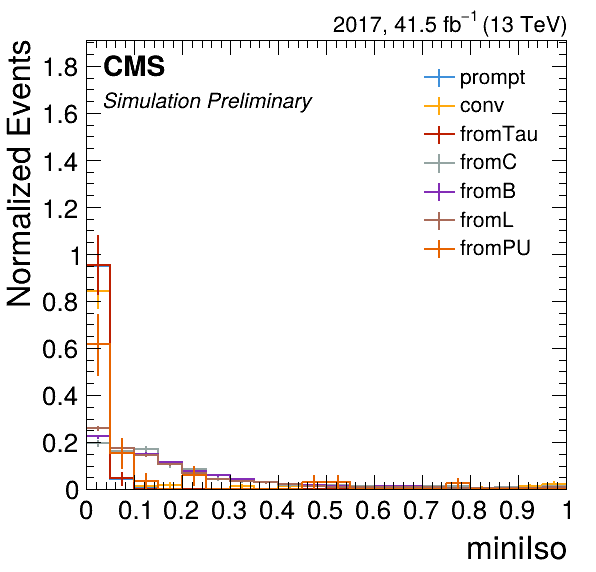 2017, 41.5 fb⁻¹ (13 TeV)
CMS
Simulation Preliminary
prompt
conv
fromTau
fromC
fromB
fromL
fromPU
Normalized Events
1.8
1.6
1.4
1.2
1
0.8
0.6
0.4
0.2
0
0 0.1 0.2 0.3 0.4 0.5 0.6 0.7 0.8 0.9 1
miniIso